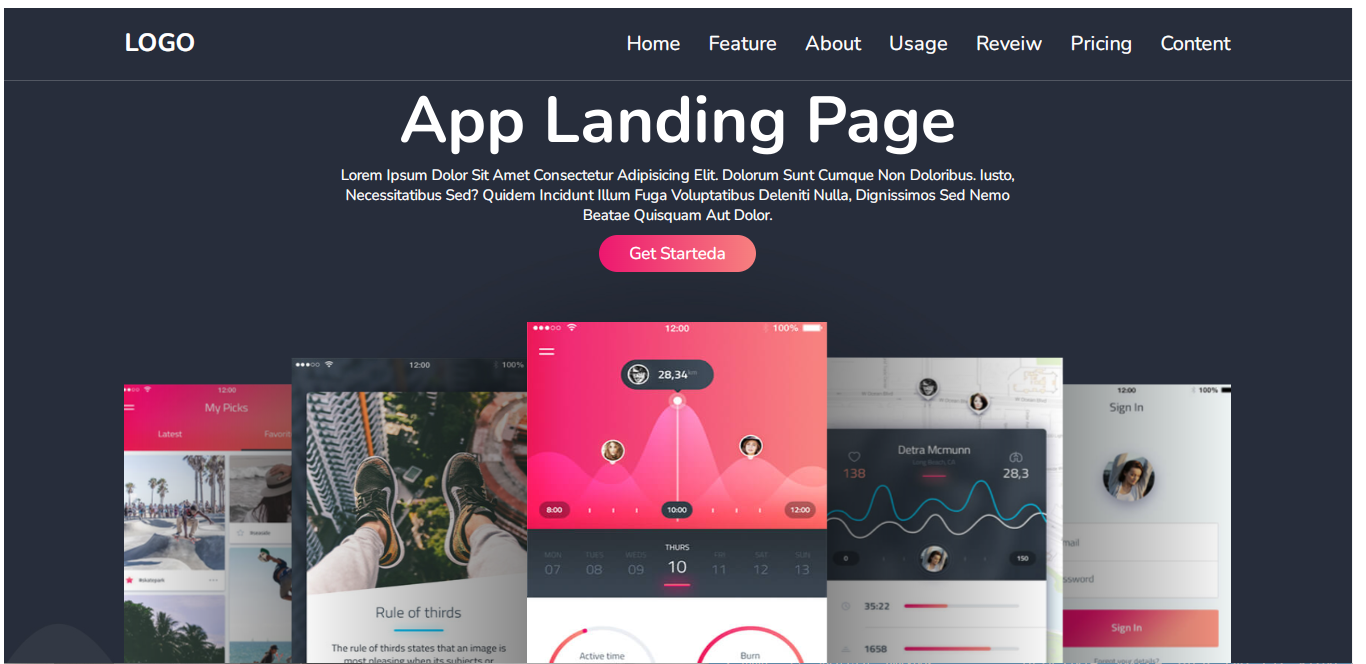 LOGO
Home Feature About Usage Reveiw Pricing Content
App Landing Page
Lorem Ipsum Dolor Sit Amet Consectetur Adipisicing Elit. Dolorum Sunt Cumque Non Doloribus. Iusto,
Necessitatibus Sed? Quidem Incidunt Illum Fuga Voluptatibus Deleniti Nulla, Dignissimos Sed Nemo
Beatae Quisquam Aut Dolor.
Get Starteda
12:00
My Picks
Latest Favorit
#skatepark
12:00 100%
Rule of thirds
The rule of thirds states that an image is
most pleasing when its subjects or
12:00 100%
28,34 km
8:00 10:00 12:00
MON TUES WEDS THURS FRI SAT SUN
07 08 09 10 11 12 13
Active time Burn
Detra Mcmunn
138 28,3
0 150
35:22
1658
12:00 100%
Sign In
mail
ssword
Sign In
Forgot your details?